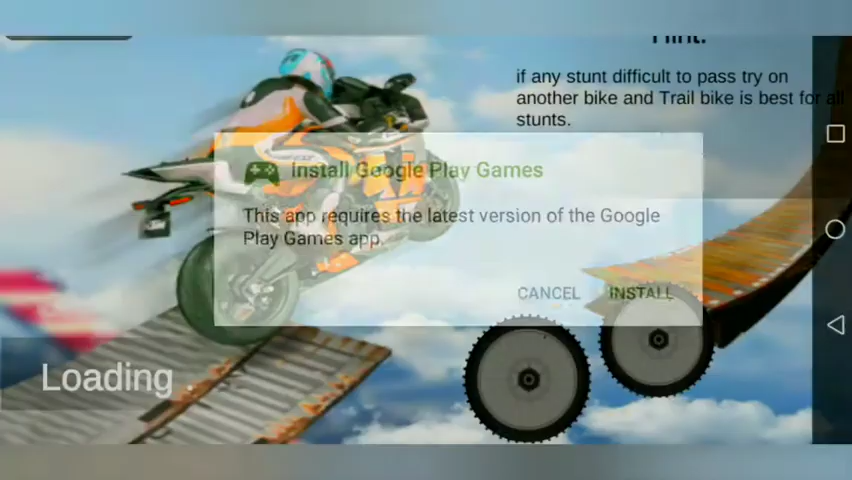 Hint:
if any stunt difficult to pass try on
another bike and Trail bike is best for all
stunts.
Install Google Play Games
This app requires the latest version of the Google
Play Games app.
CANCEL INSTALL
Loading .